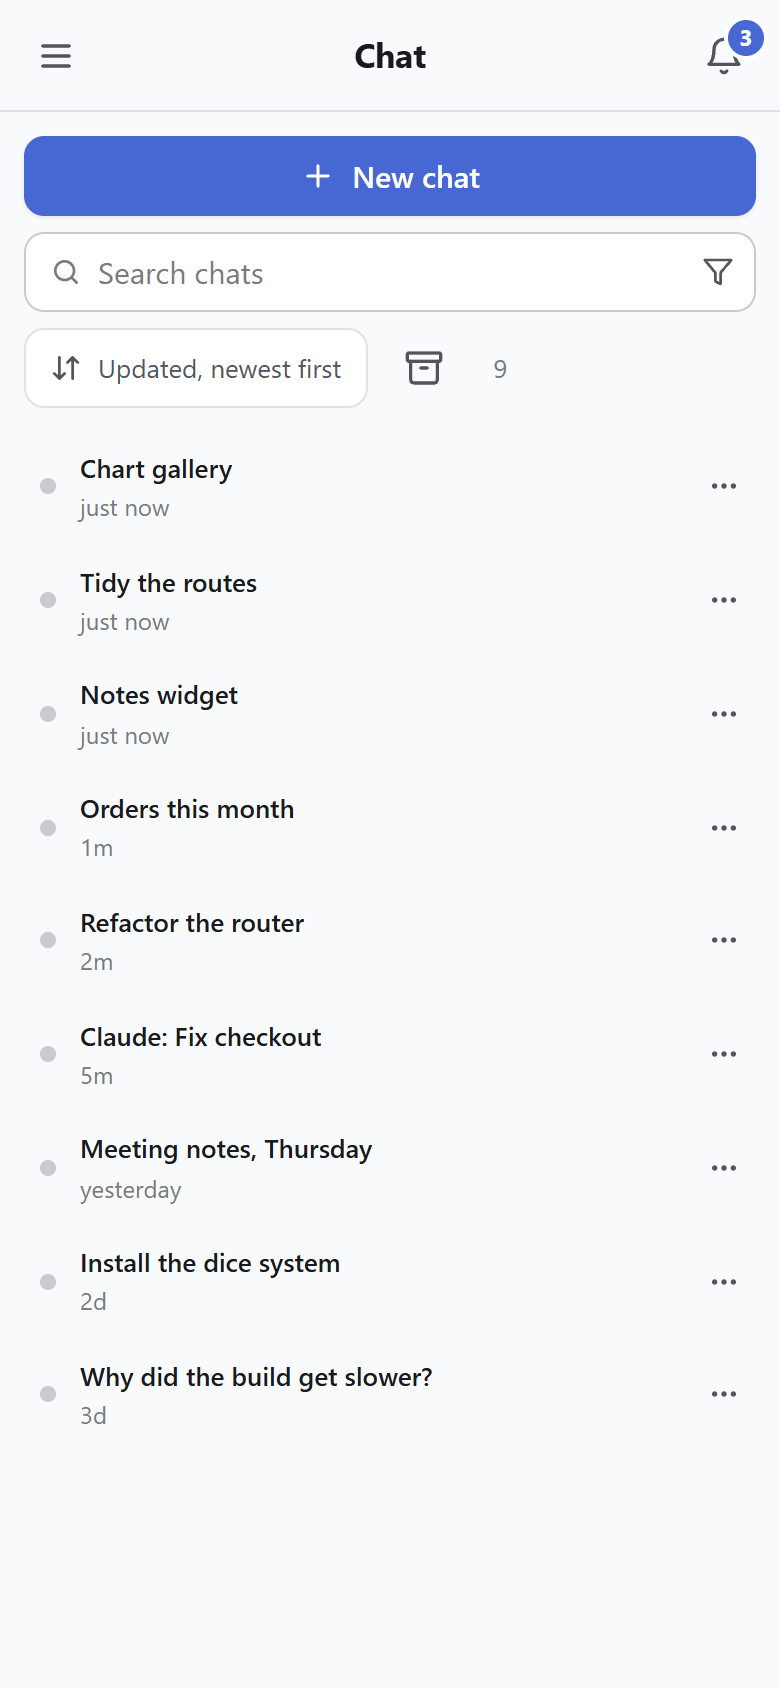 Chat
3
New chat
Search chats
Updated, newest first
9
Chart gallery
just now
Tidy the routes
just now
Notes widget
just now
Orders this month
1m
Refactor the router
2m
Claude: Fix checkout
5m
Meeting notes, Thursday
yesterday
Install the dice system
2d
Why did the build get slower?
3d